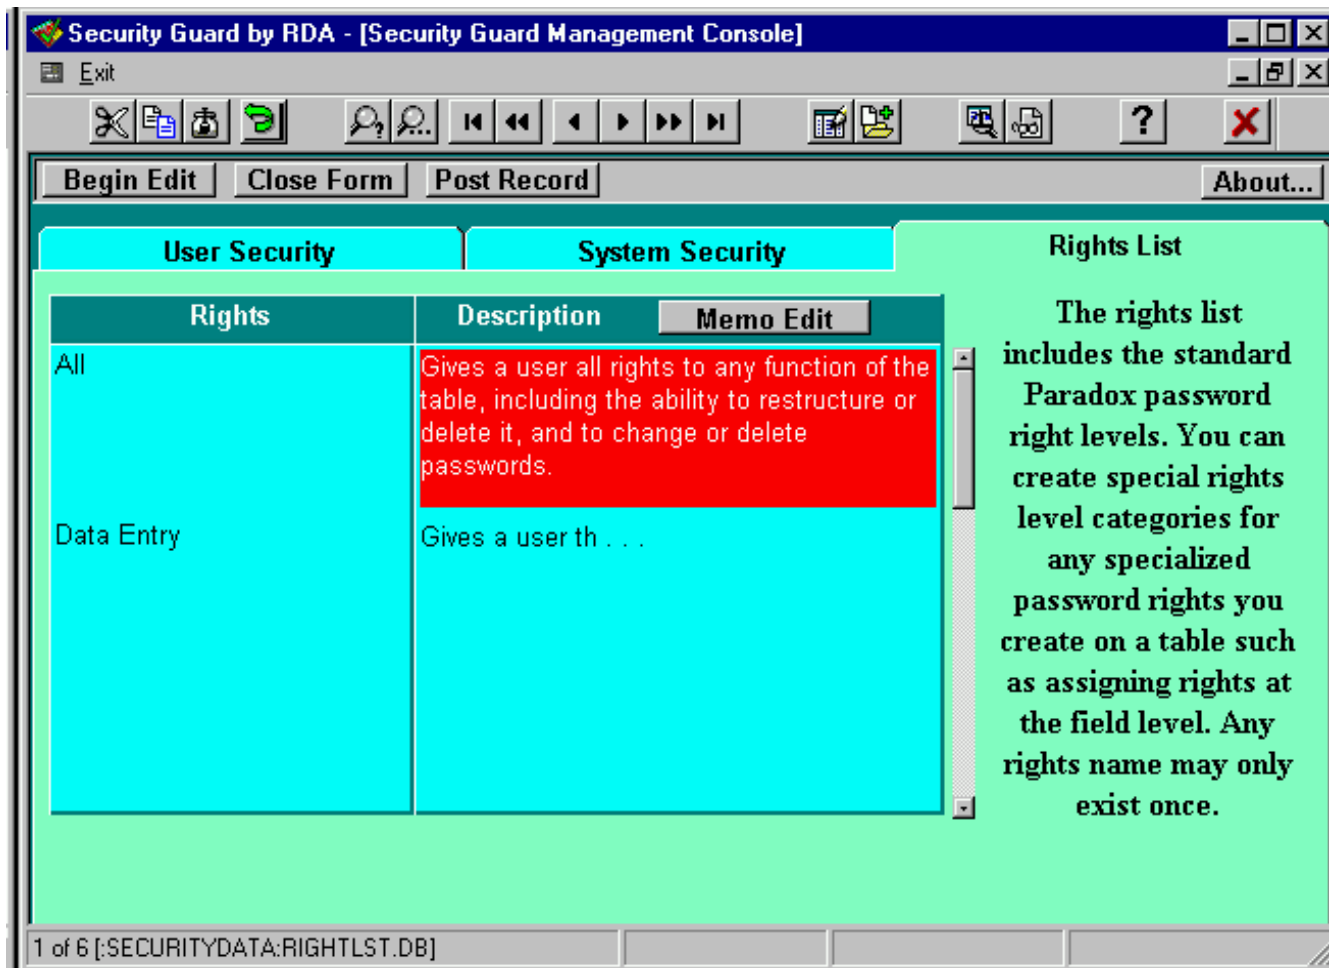 Security Guard by RDA - [Security Guard Management Console]
Exit
?
Begin Edit Close Form Post Record About...
User Security System Security Rights List
Rights Description Memo Edit
All
Gives a user all rights to any function of the
table, including the ability to restructure or
delete it, and to change or delete
passwords.
Data Entry Gives a user th . . .
The rights list
includes the standard
Paradox password
right levels. You can
create special rights
level categories for
any specialized
password rights you
create on a table such
as assigning rights at
the field level. Any
rights name may only
exist once.
1 of 6 [:SECURITYDATA:RIGHTLST.DB]